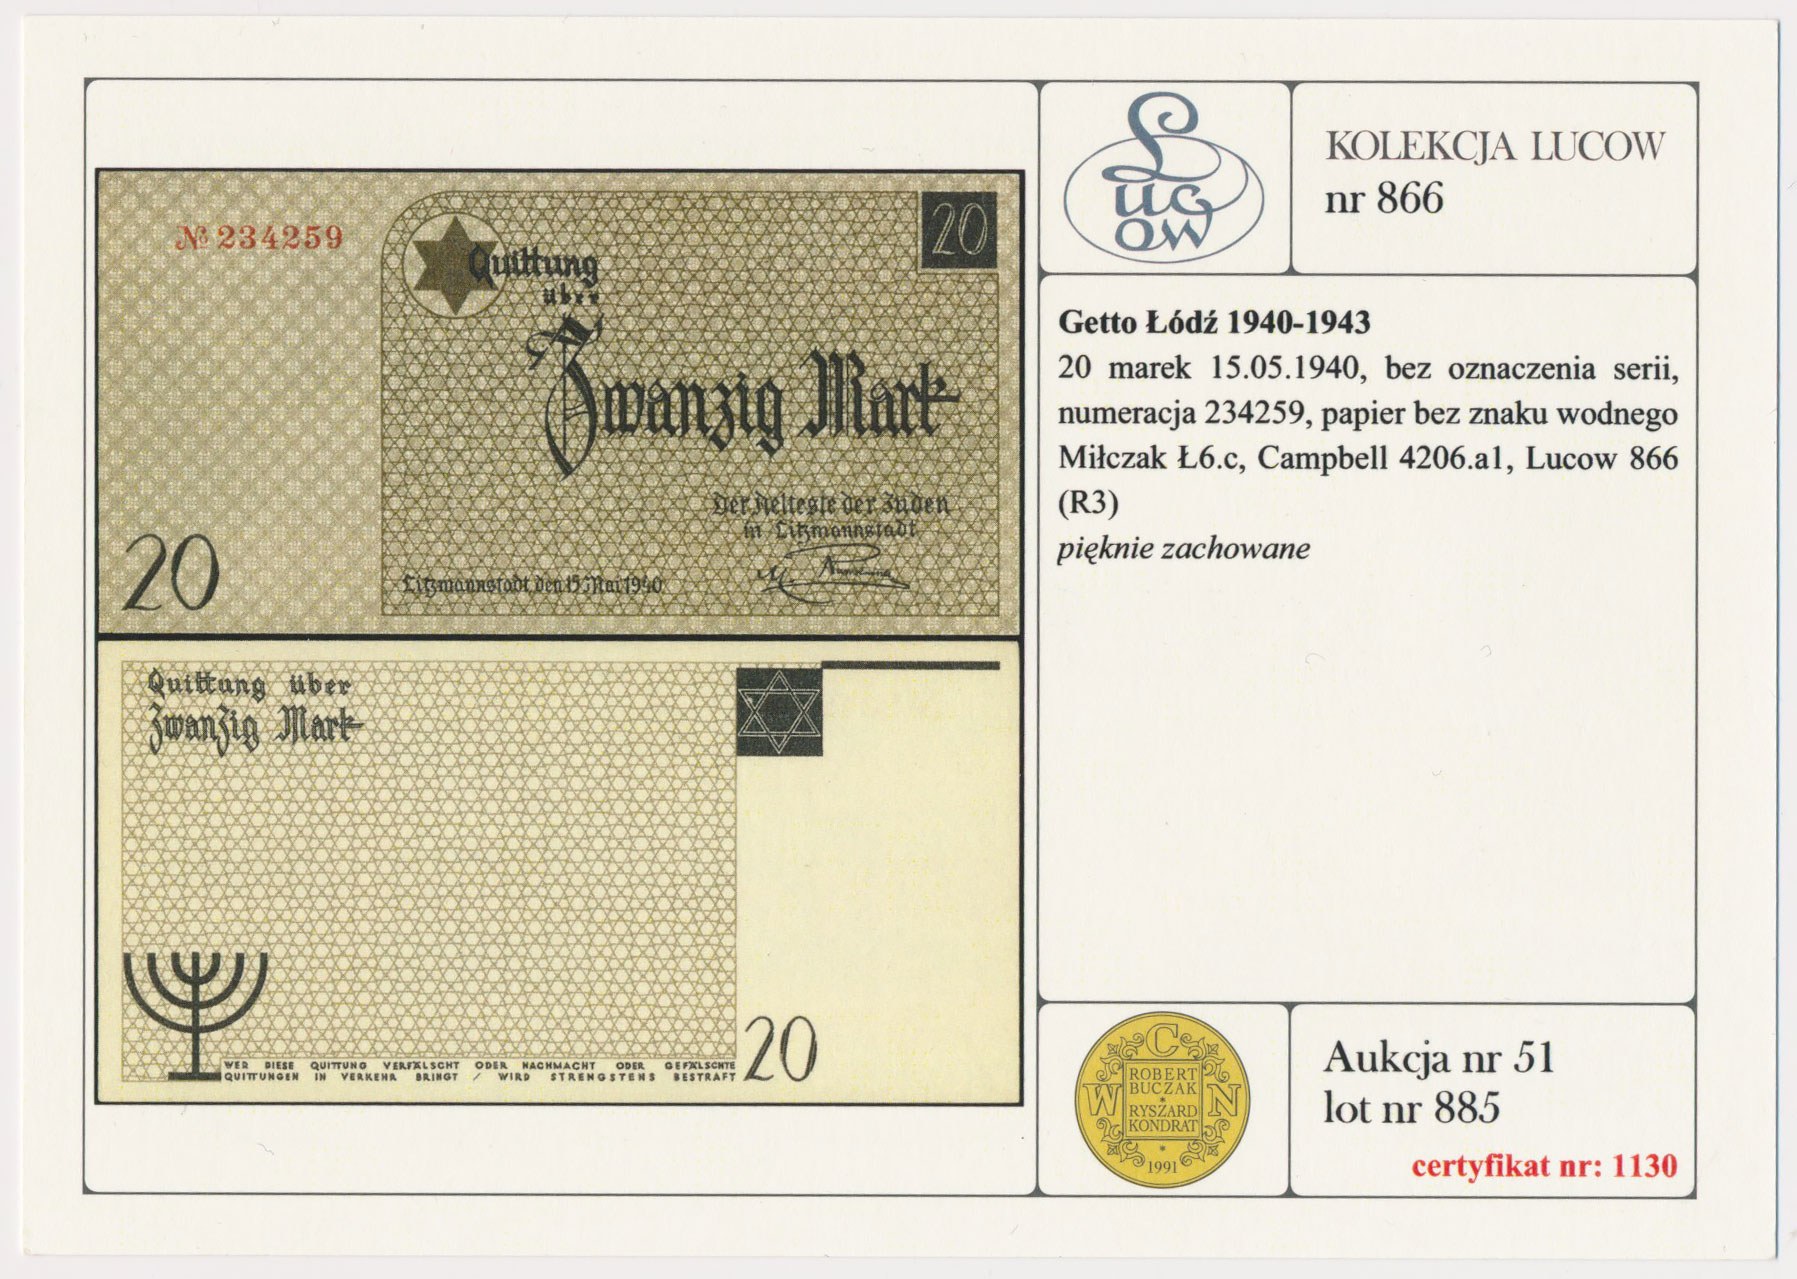 № 234259
Quittung
über
20
Zwanzig Mark
Der Aelteste der Juden
in Litzmannstadt
Litzmannstadt, den 15. Mai 1940
20
Quittung über
Zwanzig Mark
WER DIESE QUITTUNG VERFÄLSCHT ODER NACHMACHT ODER GEFÄLSCHTE
QUITTUNGEN IN VERKEHR BRINGT / WIRD STRENGSTENS BESTRAFT
20
LUCOW
KOLEKCJA LUCOW
nr 866
Getto Łódź 1940-1943
20 marek 15.05.1940, bez oznaczenia serii,
numeracja 234259, papier bez znaku wodnego
Miłczak Ł6.c, Campbell 4206.a1, Lucow 866
(R3)
pięknie zachowane
C
W N
ROBERT
BUCZAK
*
RYSZARD
KONDRAT
*
1991
Aukcja nr 51
lot nr 885
certyfikat nr: 1130